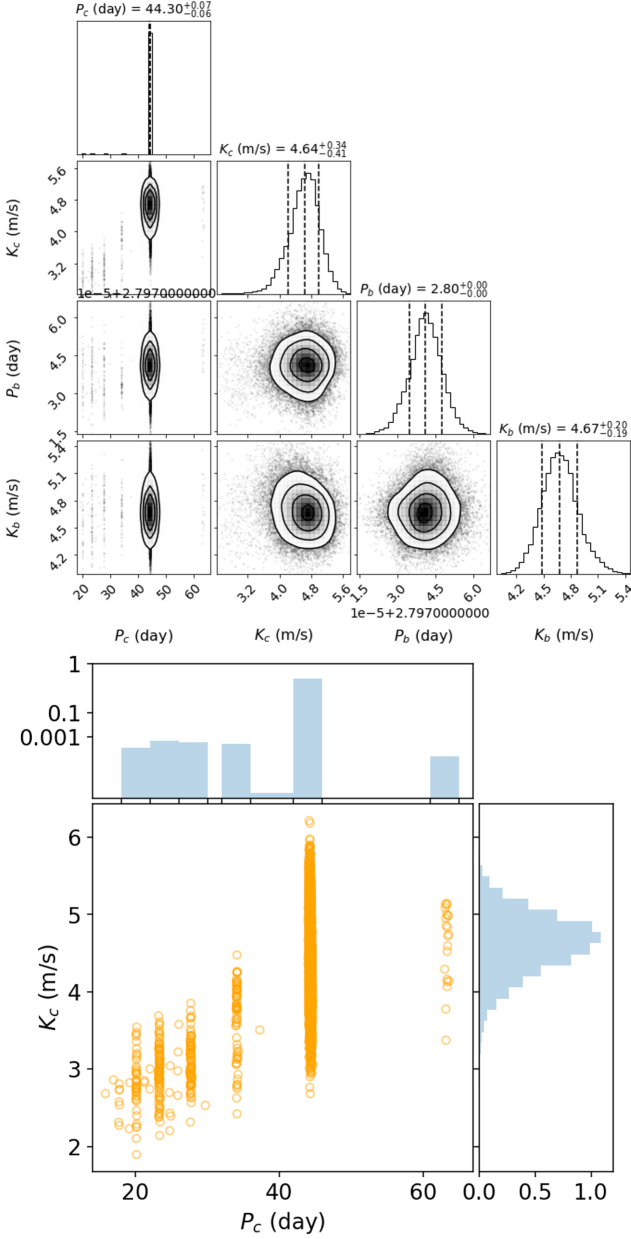 P_c (day) = 44.30^{+0.07}_{-0.06}
K_c (m/s) = 4.64^{+0.34}_{-0.41}
5.6
4.8
4.0
3.2
K_c (m/s)
1e-5+2.7970000000
P_b (day) = 2.80^{+0.00}_{-0.00}
6.0
4.5
3.0
1.5
P_b (day)
K_b (m/s) = 4.67^{+0.20}_{-0.19}
5.4
5.1
4.8
4.5
4.2
K_b (m/s)
20 30 40 50 60
3.2 4.0 4.8 5.6
1.5 3.0 4.5 6.0
4.2 4.5 4.8 5.1 5.4
1e-5+2.7970000000
P_c (day) K_c (m/s) P_b (day) K_b (m/s)
1
0.1
0.001
6
5
4
3
2
K_c (m/s)
20 40 60
0.0 0.5 1.0
P_c (day)